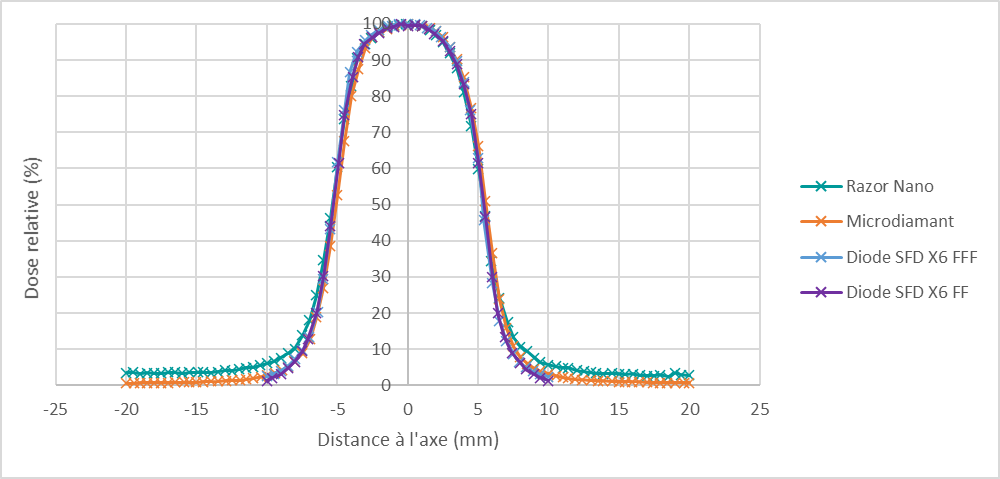 100
90
80
70
60
50
40
30
20
10
0
-25 -20 -15 -10 -5 0 5 10 15 20 25
Dose relative (%)
Distance à l'axe (mm)
Razor Nano
Microdiamant
Diode SFD X6 FFF
Diode SFD X6 FF